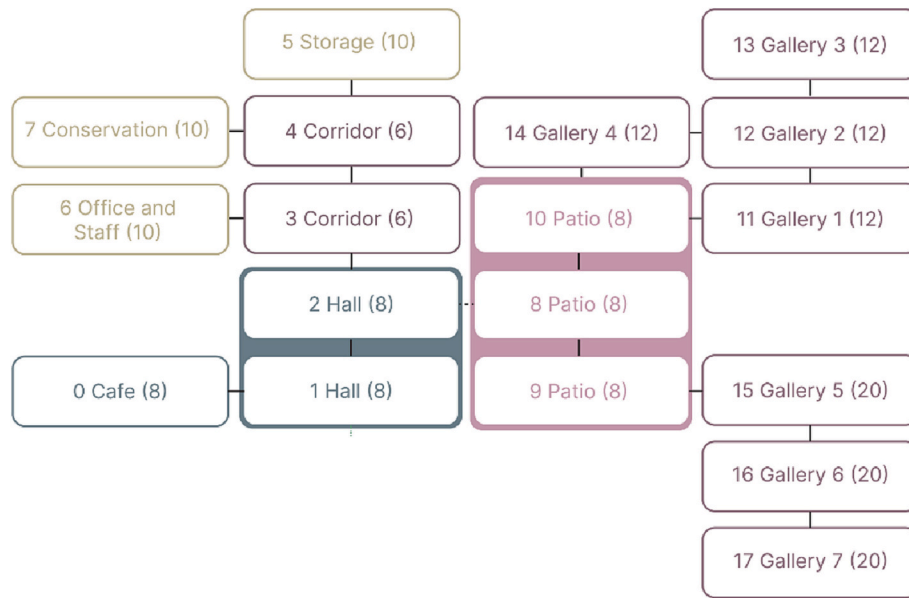 5 Storage (10)
13 Gallery 3 (12)
7 Conservation (10)
4 Corridor (6)
14 Gallery 4 (12)
12 Gallery 2 (12)
6 Office and
Staff (10)
3 Corridor (6)
10 Patio (8)
11 Gallery 1 (12)
2 Hall (8)
8 Patio (8)
0 Cafe (8)
1 Hall (8)
9 Patio (8)
15 Gallery 5 (20)
16 Gallery 6 (20)
17 Gallery 7 (20)